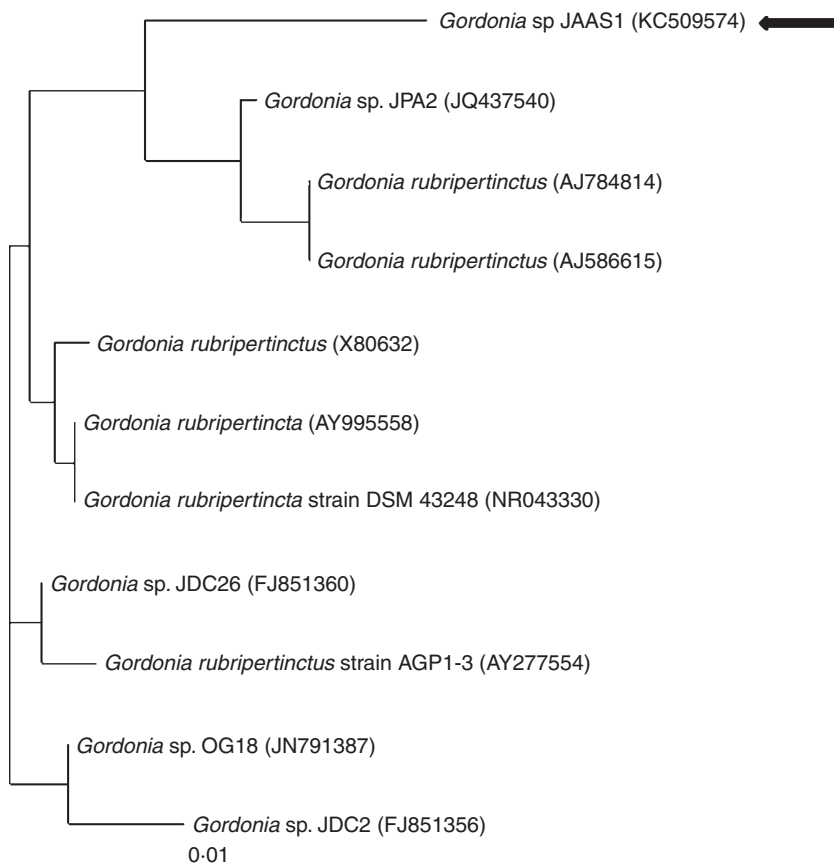 Gordonia sp JAAS1 (KC509574)
Gordonia sp. JPA2 (JQ437540)
Gordonia rubripertinctus (AJ784814)
Gordonia rubripertinctus (AJ586615)
Gordonia rubripertinctus (X80632)
Gordonia rubripertincta (AY995558)
Gordonia rubripertincta strain DSM 43248 (NR043330)
Gordonia sp. JDC26 (FJ851360)
Gordonia rubripertinctus strain AGP1-3 (AY277554)
Gordonia sp. OG18 (JN791387)
Gordonia sp. JDC2 (FJ851356)
0·01